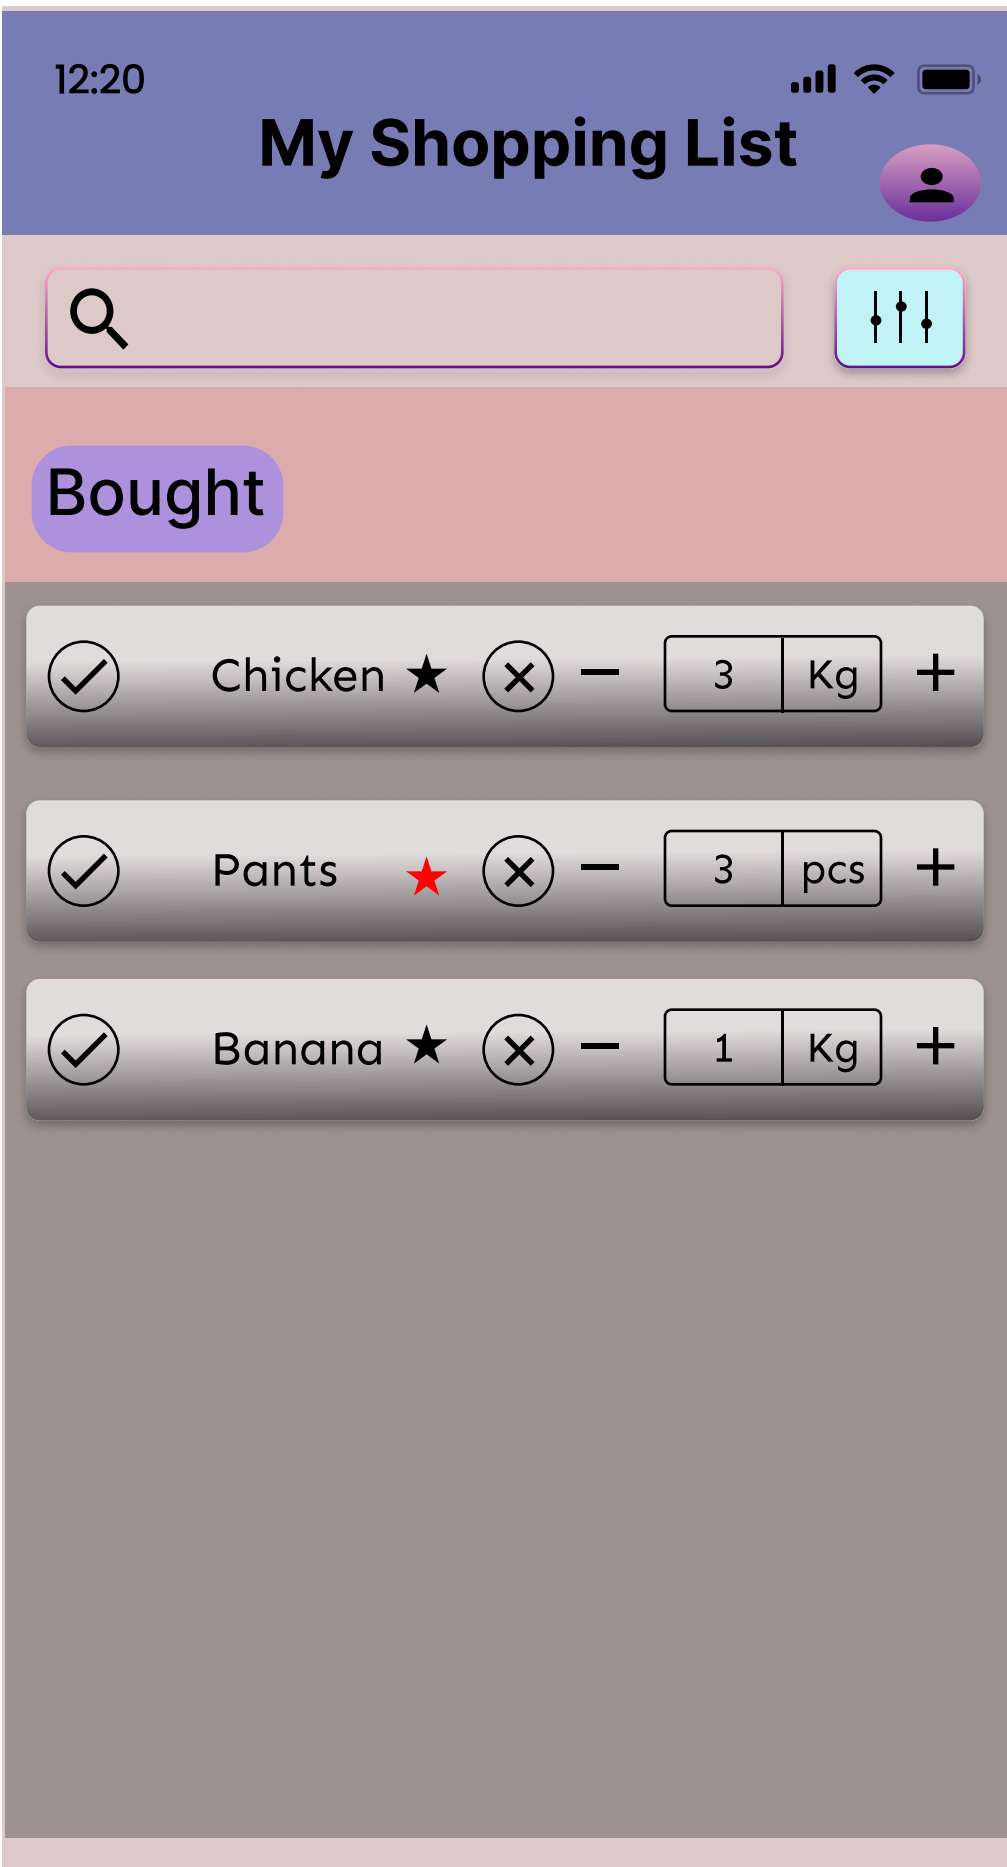 12:20
My Shopping List
Bought
Chicken 3 Kg
Pants 3 pcs
Banana 1 Kg